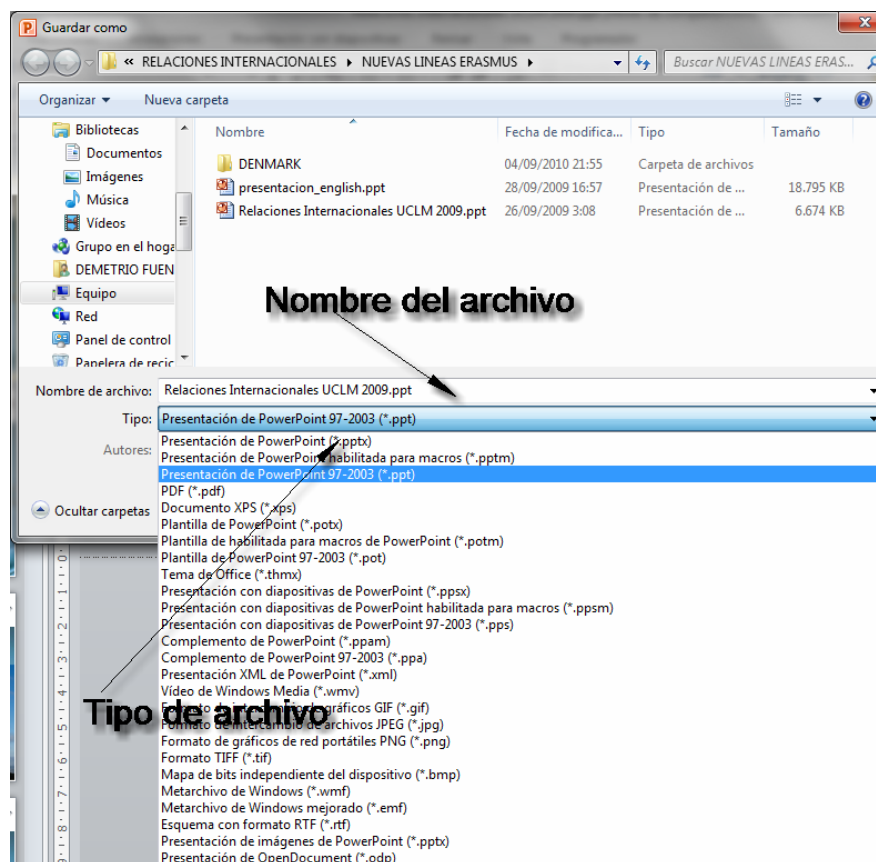 Guardar como
« RELACIONES INTERNACIONALES ▸ NUEVAS LINEAS ERASMUS ▸
Buscar NUEVAS LINEAS ERAS...
Organizar Nueva carpeta
Nombre Fecha de modifica... Tipo Tamaño
Bibliotecas
Documentos
Imágenes
Música
Vídeos
Grupo en el hoga
DEMETRIO FUEN
Equipo
Red
Panel de control
Papelera de recic
DENMARK 04/09/2010 21:55 Carpeta de archivos
presentacion_english.ppt 28/09/2009 16:57 Presentación de ... 18.795 KB
Relaciones Internacionales UCLM 2009.ppt 26/09/2009 3:08 Presentación de ... 6.674 KB
Nombre del archivo
Nombre de archivo: Relaciones Internacionales UCLM 2009.ppt
Tipo: Presentación de PowerPoint 97-2003 (*.ppt)
Autores:
Ocultar carpetas
Presentación de PowerPoint (*.pptx)
Presentación de PowerPoint habilitada para macros (*.pptm)
Presentación de PowerPoint 97-2003 (*.ppt)
PDF (*.pdf)
Documento XPS (*.xps)
Plantilla de PowerPoint (*.potx)
Plantilla de habilitada para macros de PowerPoint (*.potm)
Plantilla de PowerPoint 97-2003 (*.pot)
Tema de Office (*.thmx)
Presentación con diapositivas de PowerPoint (*.ppsx)
Presentación con diapositivas de PowerPoint habilitada para macros (*.ppsm)
Presentación con diapositivas de PowerPoint 97-2003 (*.pps)
Complemento de PowerPoint (*.ppam)
Complemento de PowerPoint 97-2003 (*.ppa)
Presentación XML de PowerPoint (*.xml)
Vídeo de Windows Media (*.wmv)
Tipo de archivo
Formato de intercambio de gráficos GIF (*.gif)
Formato de intercambio de archivos JPEG (*.jpg)
Formato de gráficos de red portátiles PNG (*.png)
Formato TIFF (*.tif)
Mapa de bits independiente del dispositivo (*.bmp)
Metarchivo de Windows (*.wmf)
Metarchivo de Windows mejorado (*.emf)
Esquema con formato RTF (*.rtf)
Presentación de imágenes de PowerPoint (*.pptx)
Presentación de OpenDocument (*.odp)